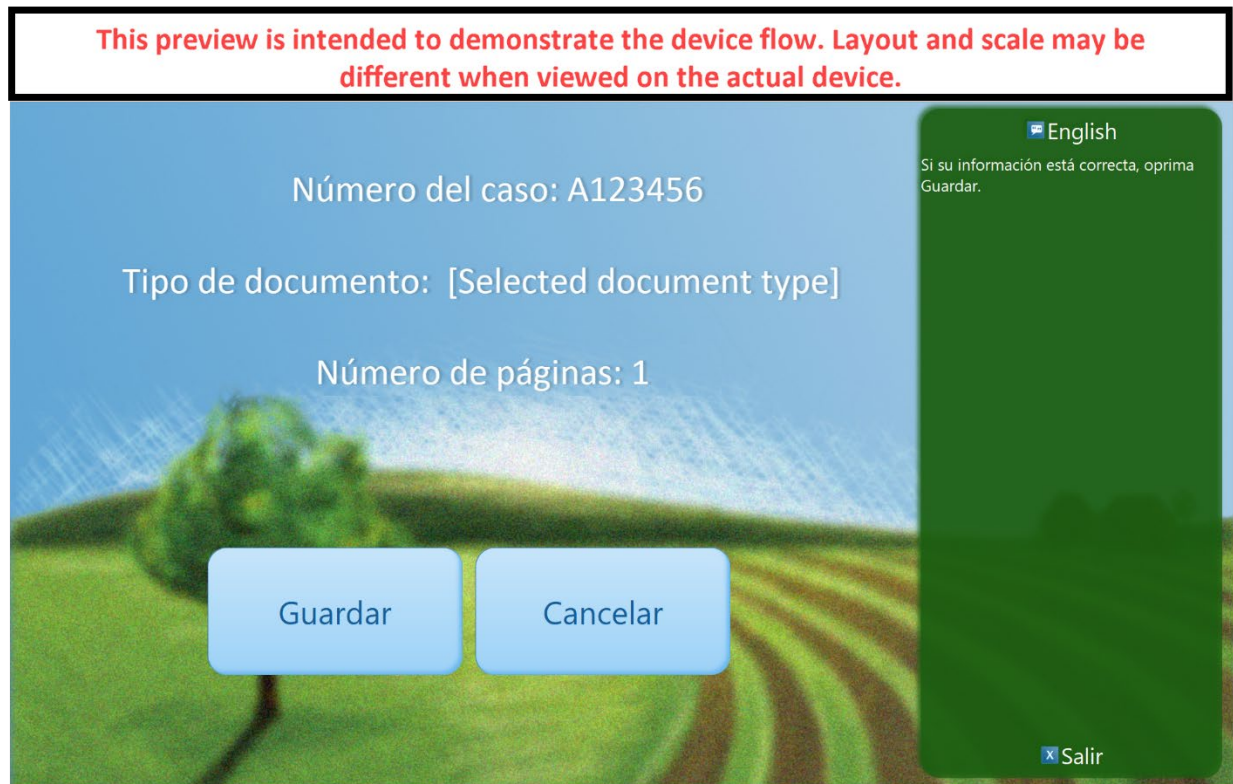 This preview is intended to demonstrate the device flow. Layout and scale may be
different when viewed on the actual device.
English
Si su información está correcta, oprima
Guardar.
Número del caso: A123456
Tipo de documento: [Selected document type]
Número de páginas: 1
Guardar
Cancelar
Salir